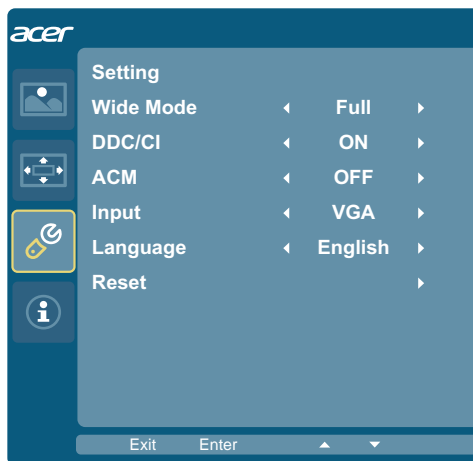 acer
Setting
Wide Mode Full
DDC/CI ON
ACM OFF
Input VGA
Language English
Reset
Exit Enter